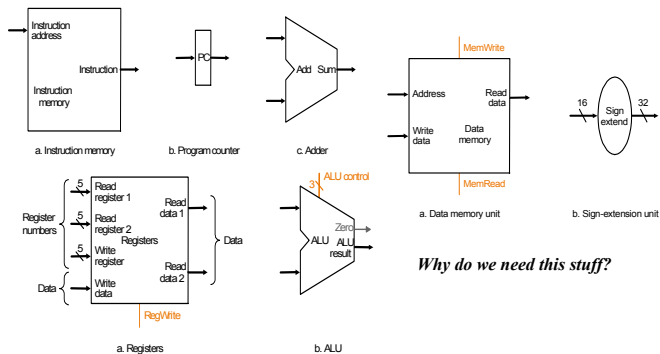 Instruction
address
Instruction
Instruction
memory
a. Instruction memory
PC
b. Program counter
Add Sum
c. Adder
MemWrite
Address
Read
data
Write
data
Data
memory
MemRead
a. Data memory unit
16
Sign
extend
32
b. Sign-extension unit
Register
numbers
Data
5
Read
register 1
5
Read
register 2
5
Write
register
Write
data
Registers
Read
data 1
Read
data 2
Data
RegWrite
a. Registers
3
ALU control
ALU
Zero
ALU
result
b. ALU
Why do we need this stuff?